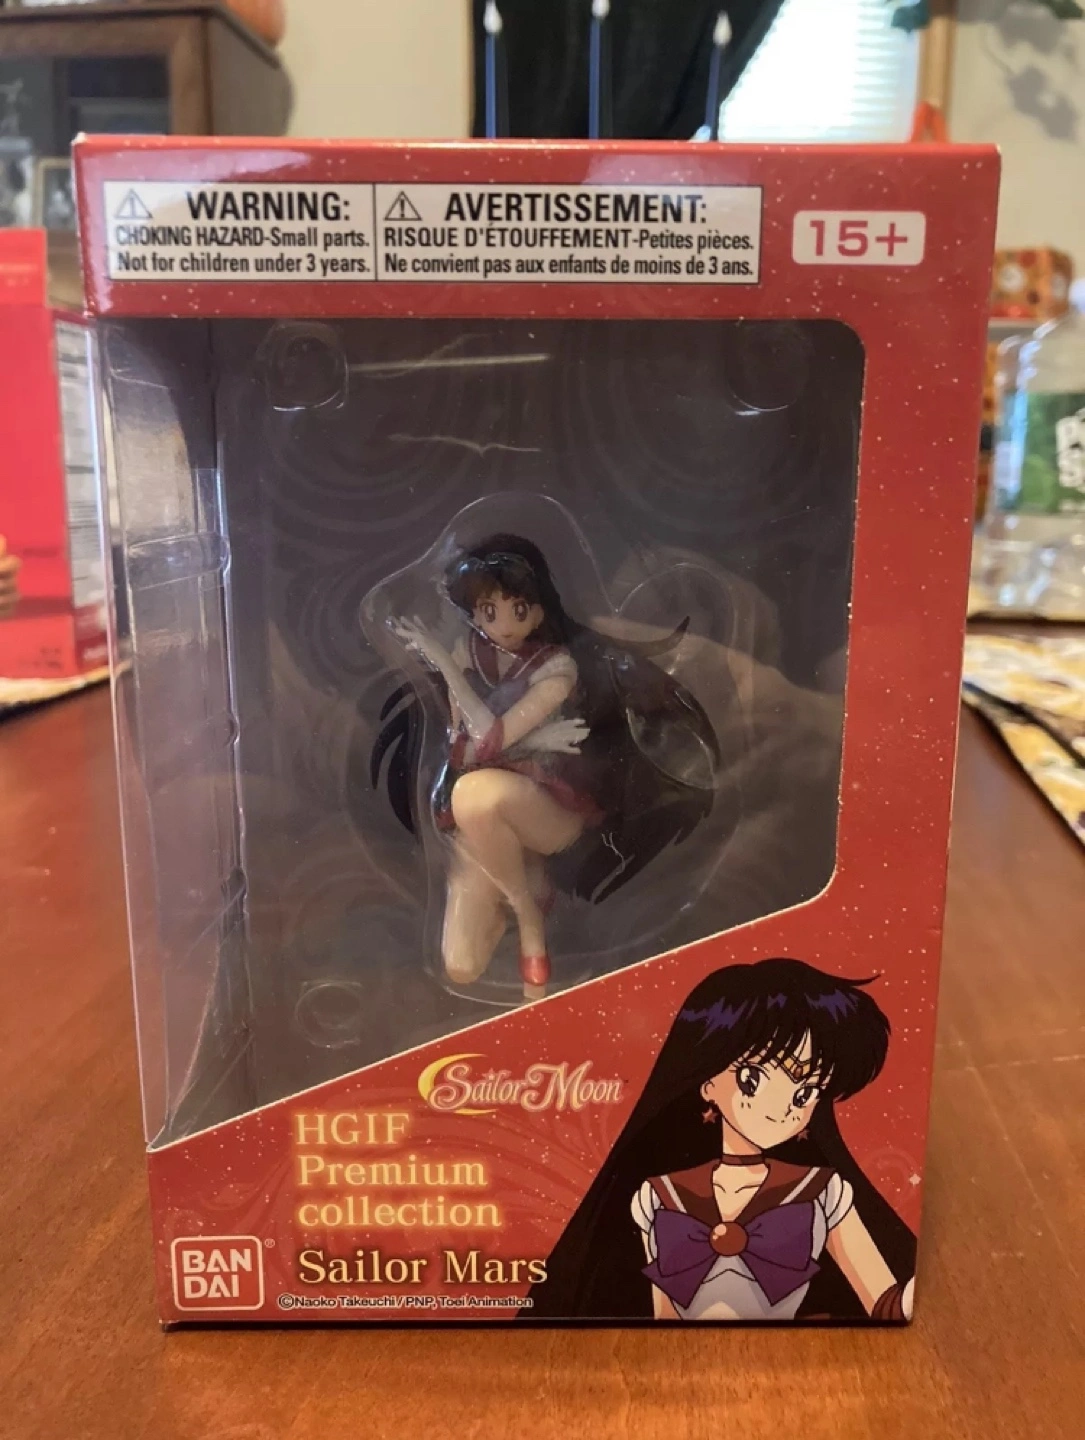 WARNING:
CHOKING HAZARD-Small parts.
Not for children under 3 years.
AVERTISSEMENT:
RISQUE D'ÉTOUFFEMENT-Petites pièces.
Ne convient pas aux enfants de moins de 3 ans.
15+
Sailor Moon
HGIF
Premium
collection
Sailor Mars
BAN
DAI®
©Naoko Takeuchi/PNP, Toei Animation